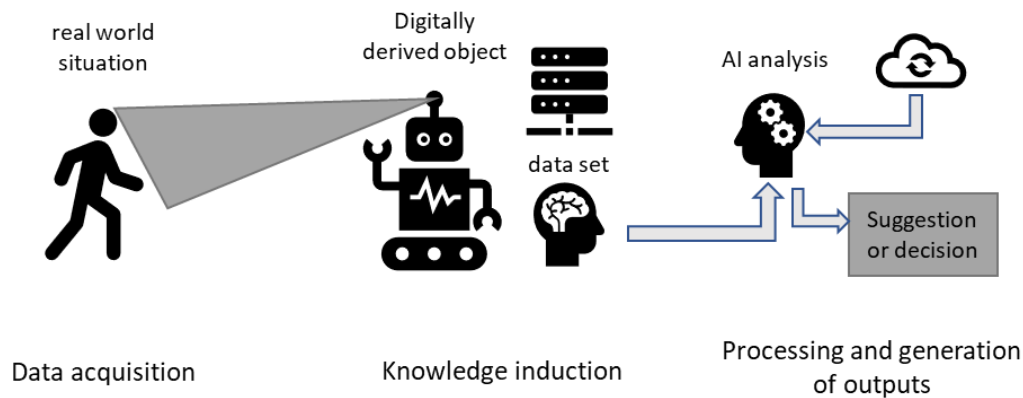 real world
situation
Digitally
derived object
data set
AI analysis
Suggestion
or decision
Data acquisition
Knowledge induction
Processing and generation
of outputs